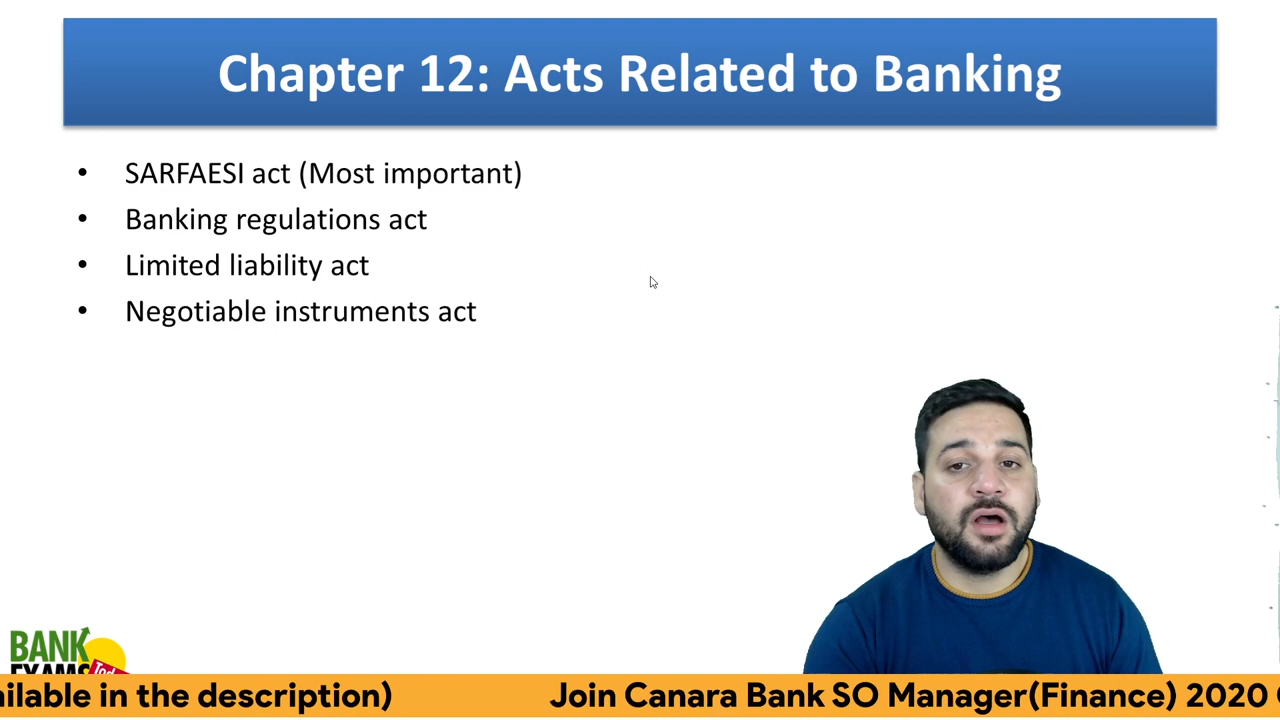 Chapter 12: Acts Related to Banking
• SARFAESI act (Most important)
• Banking regulations act
• Limited liability act
• Negotiable instruments act
BANK
EXAMS
ilable in the description) Join Canara Bank SO Manager(Finance) 2020